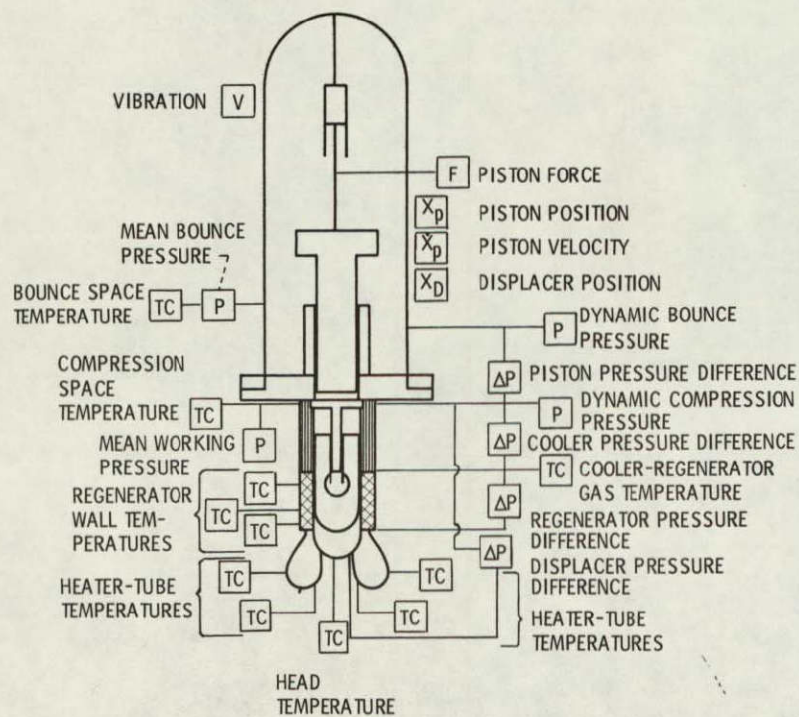 VIBRATION V
F PISTON FORCE
Xp PISTON POSITION
Ẋp PISTON VELOCITY
XD DISPLACER POSITION
MEAN BOUNCE
PRESSURE
BOUNCE SPACE
TEMPERATURE
TC P
P DYNAMIC BOUNCE
PRESSURE
ΔP PISTON PRESSURE DIFFERENCE
COMPRESSION
SPACE
TEMPERATURE
TC
P DYNAMIC COMPRESSION
PRESSURE
MEAN WORKING
PRESSURE
P
ΔP COOLER PRESSURE DIFFERENCE
TC COOLER-REGENERATOR
GAS TEMPERATURE
REGENERATOR
WALL TEM-
PERATURES
TC
TC
TC
ΔP
REGENERATOR PRESSURE
DIFFERENCE
ΔP DISPLACER PRESSURE
DIFFERENCE
HEATER-TUBE
TEMPERATURES
TC
TC
TC
TC
TC
HEATER-TUBE
TEMPERATURES
HEAD
TEMPERATURE